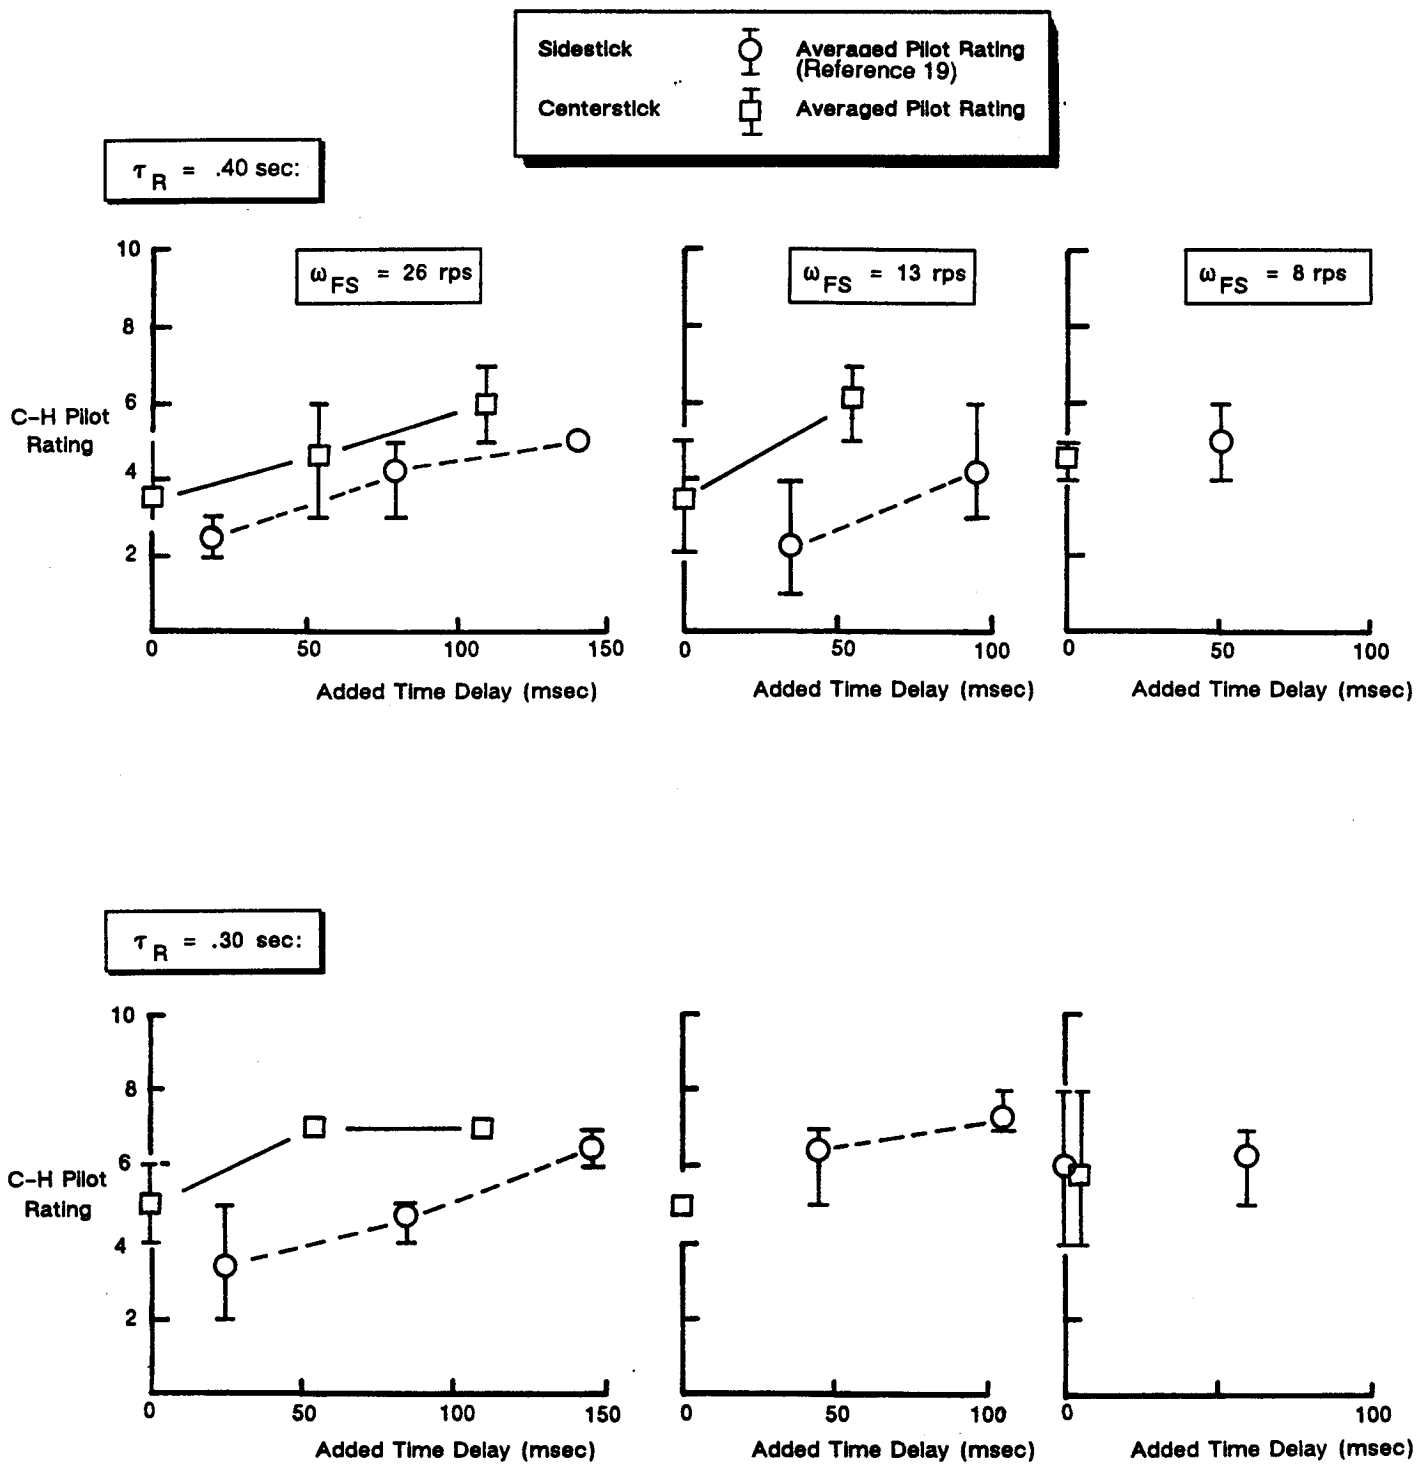 Sidestick Averaged Pilot Rating
(Reference 19)
Centerstick Averaged Pilot Rating
τR = .40 sec:
ωFS = 26 rps
ωFS = 13 rps
ωFS = 8 rps
10
8
6
4
2
C-H Pilot
Rating
0 50 100 150
0 50 100
0 50 100
Added Time Delay (msec)
Added Time Delay (msec)
Added Time Delay (msec)
τR = .30 sec:
10
8
6
4
2
C-H Pilot
Rating
0 50 100 150
0 50 100
0 100
Added Time Delay (msec)
Added Time Delay (msec)
Added Time Delay (msec)